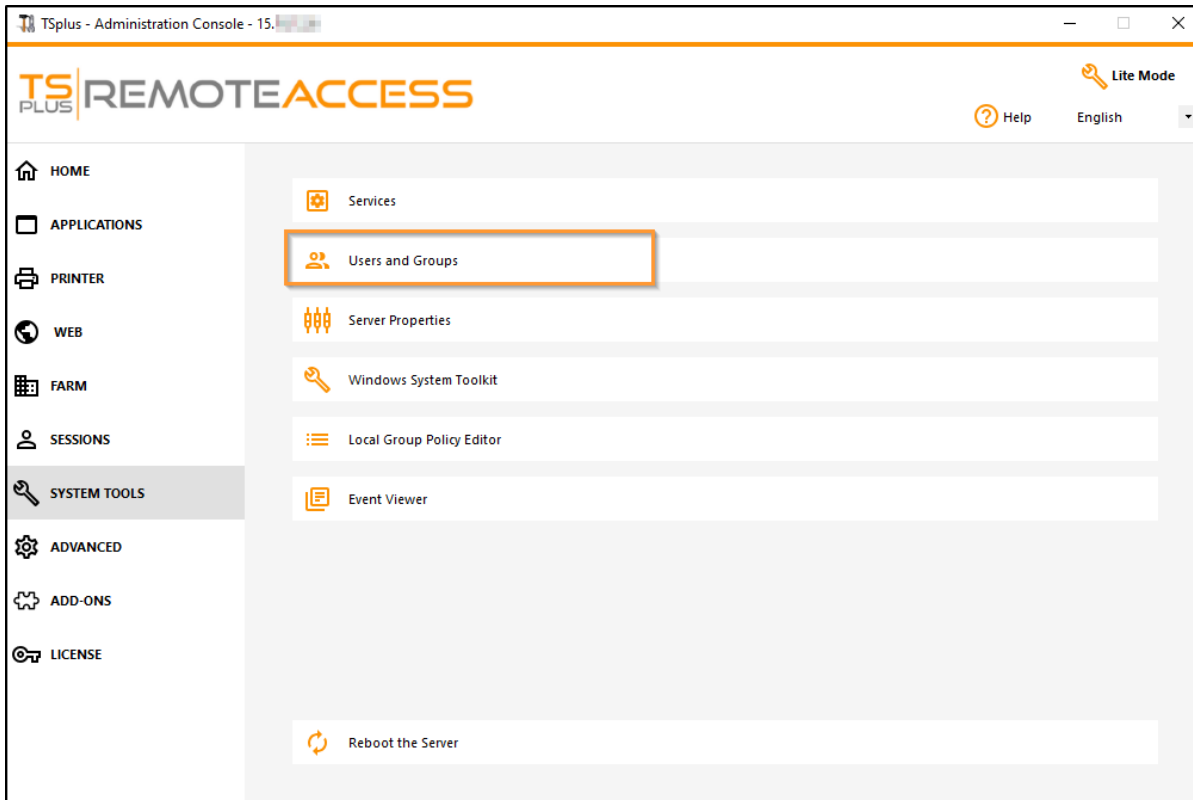 TSplus - Administration Console - 15.
TS PLUS REMOTEACCESS
Lite Mode
Help
English
HOME
APPLICATIONS
PRINTER
WEB
FARM
SESSIONS
SYSTEM TOOLS
ADVANCED
ADD-ONS
LICENSE
Services
Users and Groups
Server Properties
Windows System Toolkit
Local Group Policy Editor
Event Viewer
Reboot the Server